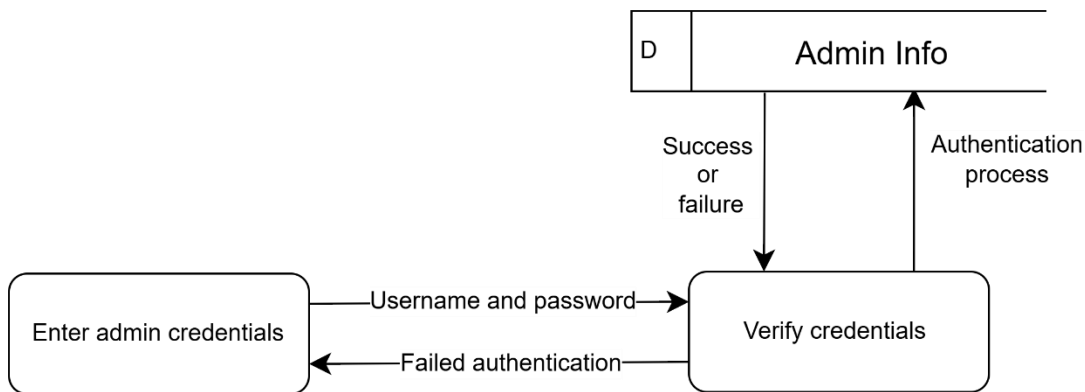 D
Admin Info
Success
or
failure
Authentication
process
Enter admin credentials
Username and password
Failed authentication
Verify credentials